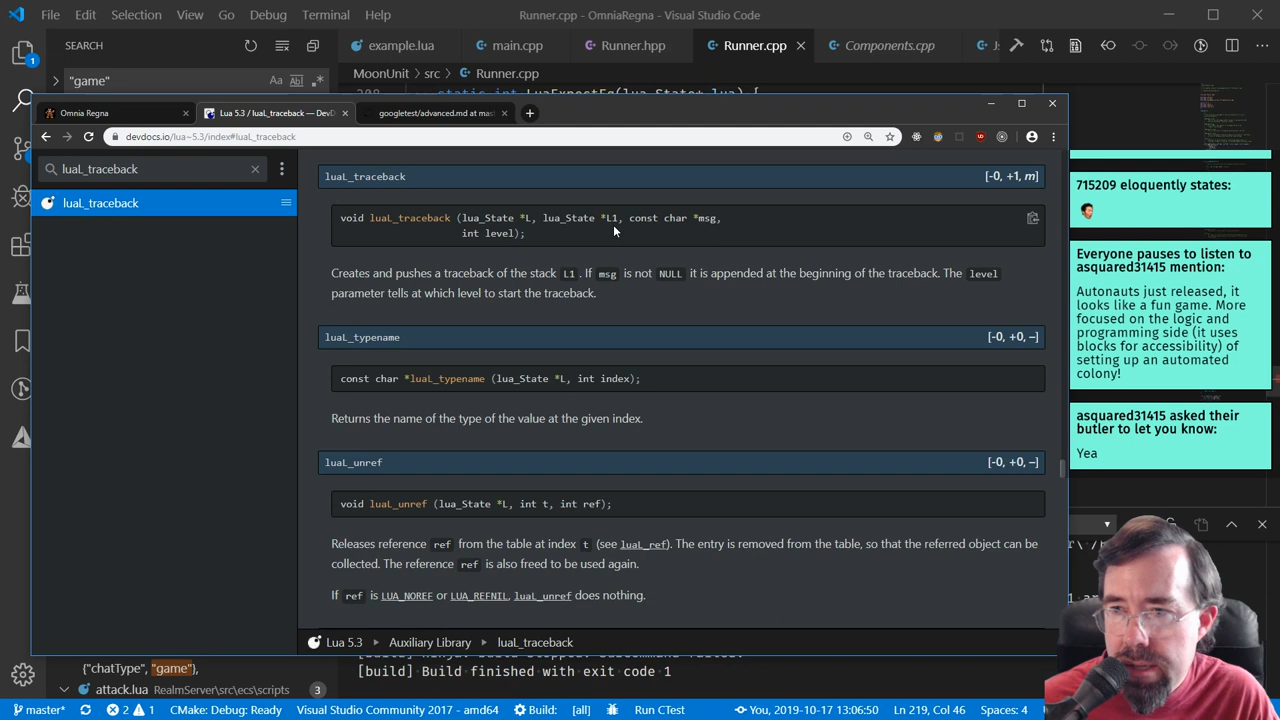 File Edit Selection View Go Debug Terminal Help
Runner.cpp - OmniaRegna - Visual Studio Code
SEARCH
example.lua main.cpp Runner.hpp Runner.cpp Components.cpp
"game"
MoonUnit > src > Runner.cpp
Omnia Regna
Lua 5.3 / luaL_traceback — DevD
googletest/advanced.md at mast
devdocs.io/lua~5.3/index#luaL_traceback
luaL_traceback
luaL_traceback
luaL_traceback [-0, +1, m]
void luaL_traceback (lua_State *L, lua_State *L1, const char *msg,
int level);
Creates and pushes a traceback of the stack L1. If msg is not NULL it is appended at the beginning of the traceback. The level
parameter tells at which level to start the traceback.
luaL_typename [-0, +0, –]
const char *luaL_typename (lua_State *L, int index);
Returns the name of the type of the value at the given index.
luaL_unref [-0, +0, –]
void luaL_unref (lua_State *L, int t, int ref);
Releases reference ref from the table at index t (see luaL_ref). The entry is removed from the table, so that the referred object can be
collected. The reference ref is also freed to be used again.
If ref is LUA_NOREF or LUA_REFNIL, luaL_unref does nothing.
Lua 5.3 Auxiliary Library luaL_traceback
715209 eloquently states:
Everyone pauses to listen to
asquared31415 mention:
Autonauts just released, it
looks like a fun game. More
focused on the logic and
programming side (it uses
blocks for accessibility) of
setting up an automated
colony!
asquared31415 asked their
butler to let you know:
Yea
{"chatType", "game"},
attack.lua RealmServer\src\ecs\scripts 3
[build] Build finished with exit code 1
master* 2 1 CMake: Debug: Ready Visual Studio Community 2017 - amd64 Build: [all] Run CTest You, 2019-10-17 13:06:50 Ln 219, Col 46 Spaces: 4